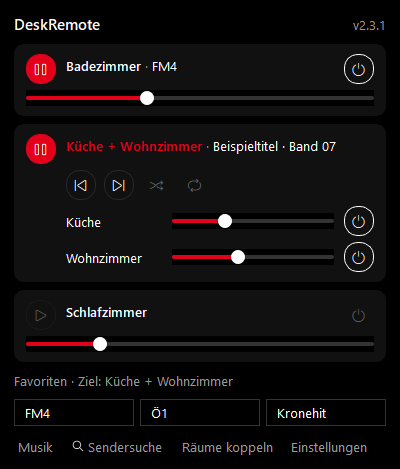 DeskRemote
v2.3.1
Badezimmer · FM4
Küche + Wohnzimmer · Beispieltitel · Band 07
Küche
Wohnzimmer
Schlafzimmer
Favoriten · Ziel: Küche + Wohnzimmer
FM4
Ö1
Kronehit
Musik
Sendersuche
Räume koppeln
Einstellungen